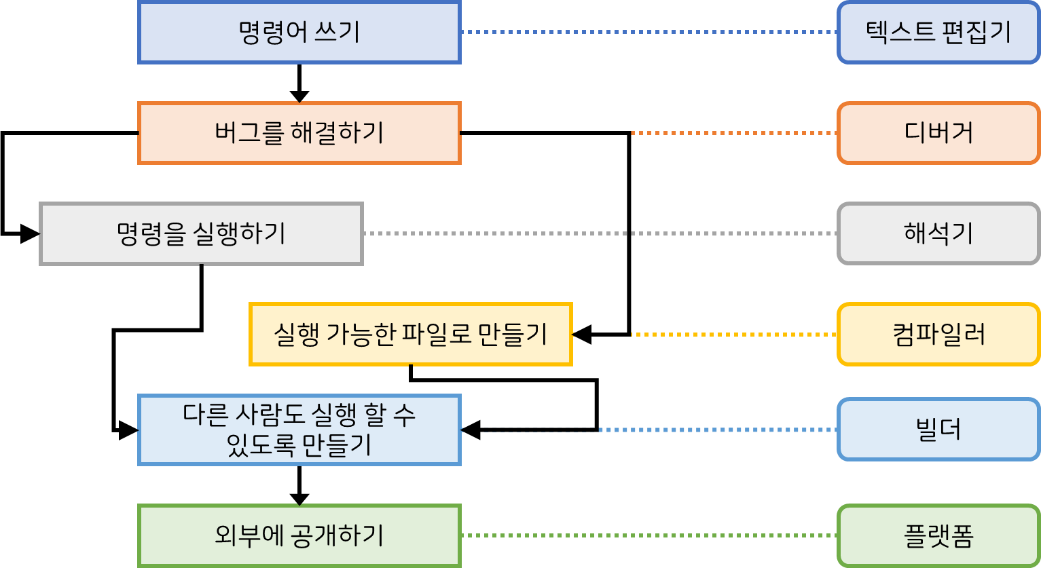 명령어 쓰기
텍스트 편집기
버그를 해결하기
디버거
명령을 실행하기
해석기
실행 가능한 파일로 만들기
컴파일러
다른 사람도 실행 할 수
있도록 만들기
빌더
외부에 공개하기
플랫폼